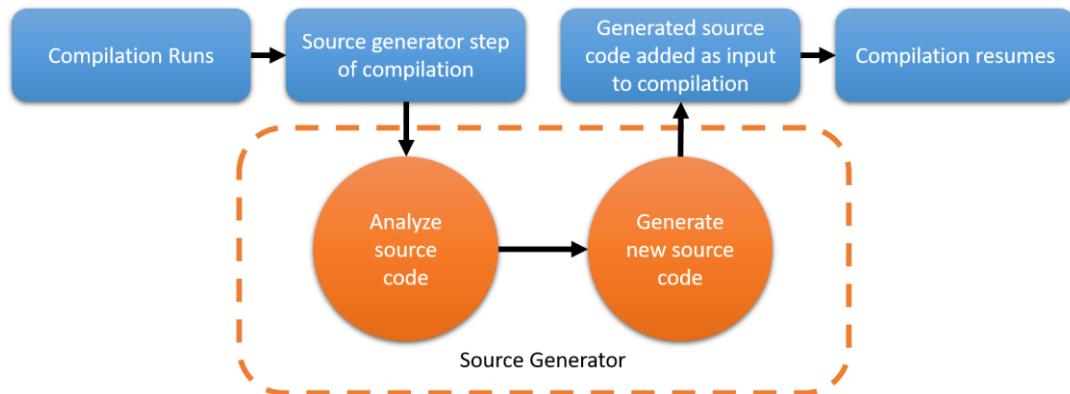 Compilation Runs
Source generator step
of compilation
Generated source
code added as input
to compilation
Compilation resumes
Analyze
source
code
Generate
new source
code
Source Generator